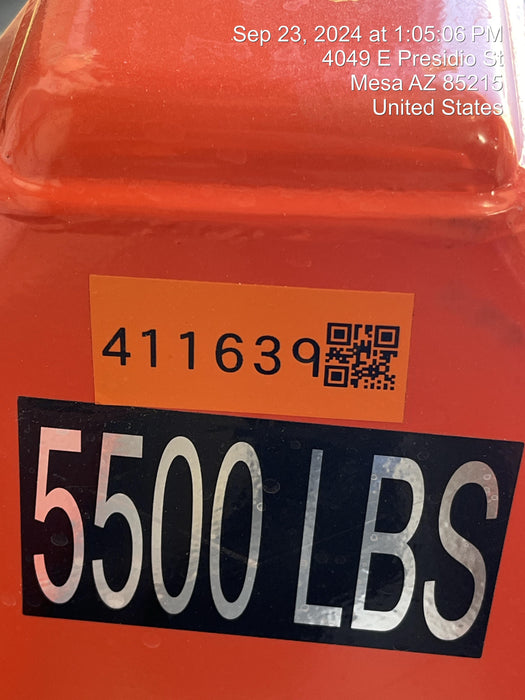 Sep 23, 2024 at 1:05:06 PM
4049 E Presidio St
Mesa AZ 85215
United States
411639
5500 LBS